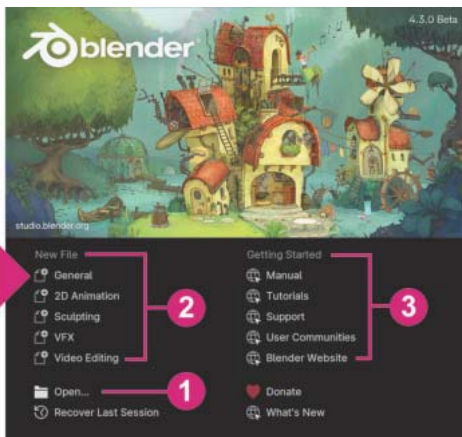 4.3.0 Beta
blender
studio.blender.org
New File
General
2D Animation
Sculpting
VFX
Video Editing
2
Open...
1
Recover Last Session
Getting Started
Manual
Tutorials
Support
User Communities
Blender Website
3
Donate
What's New